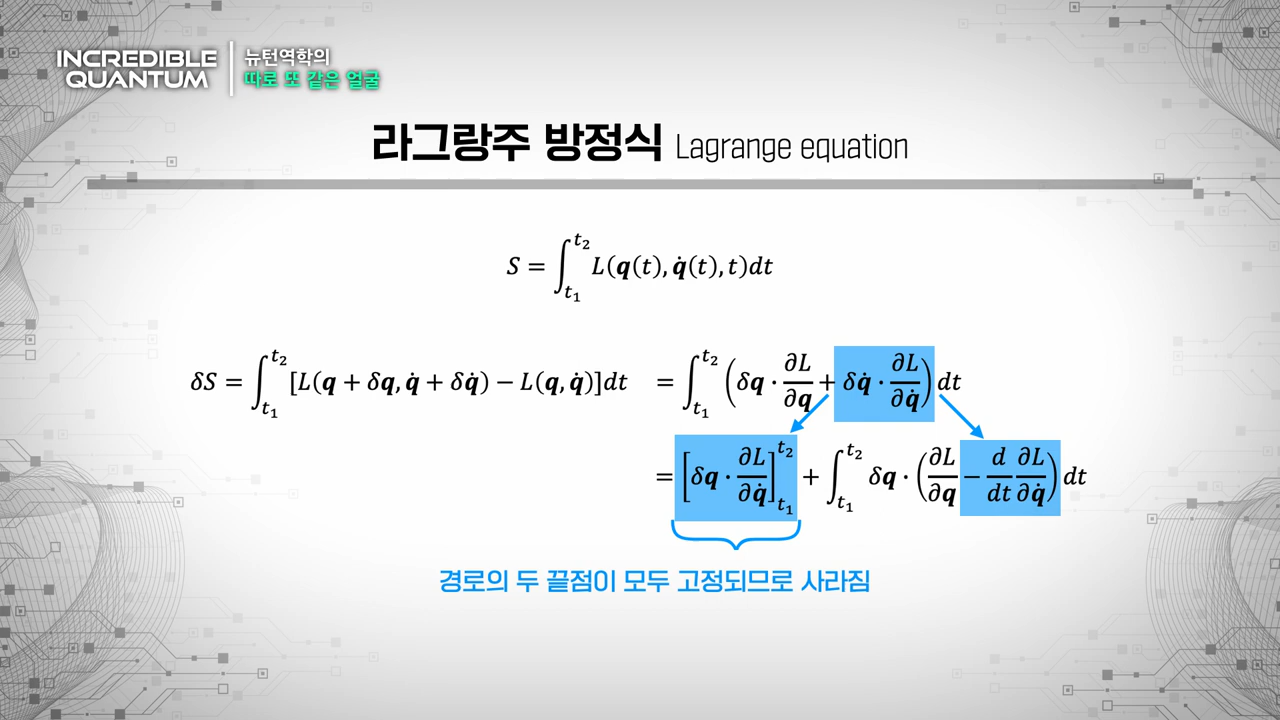 INCREDIBLE
QUANTUM
뉴턴역학의
따로 또 같은 얼굴
라그랑주 방정식 Lagrange equation
S = ∫_{t₁}^{t₂} L(q(t), q̇(t), t)dt
δS = ∫_{t₁}^{t₂} [L(q + δq, q̇ + δq̇) − L(q, q̇)]dt = ∫_{t₁}^{t₂} (δq · ∂L/∂q + δq̇ · ∂L/∂q̇) dt
= [δq · ∂L/∂q̇]_{t₁}^{t₂} + ∫_{t₁}^{t₂} δq · (∂L/∂q − d/dt ∂L/∂q̇) dt
경로의 두 끝점이 모두 고정되므로 사라짐